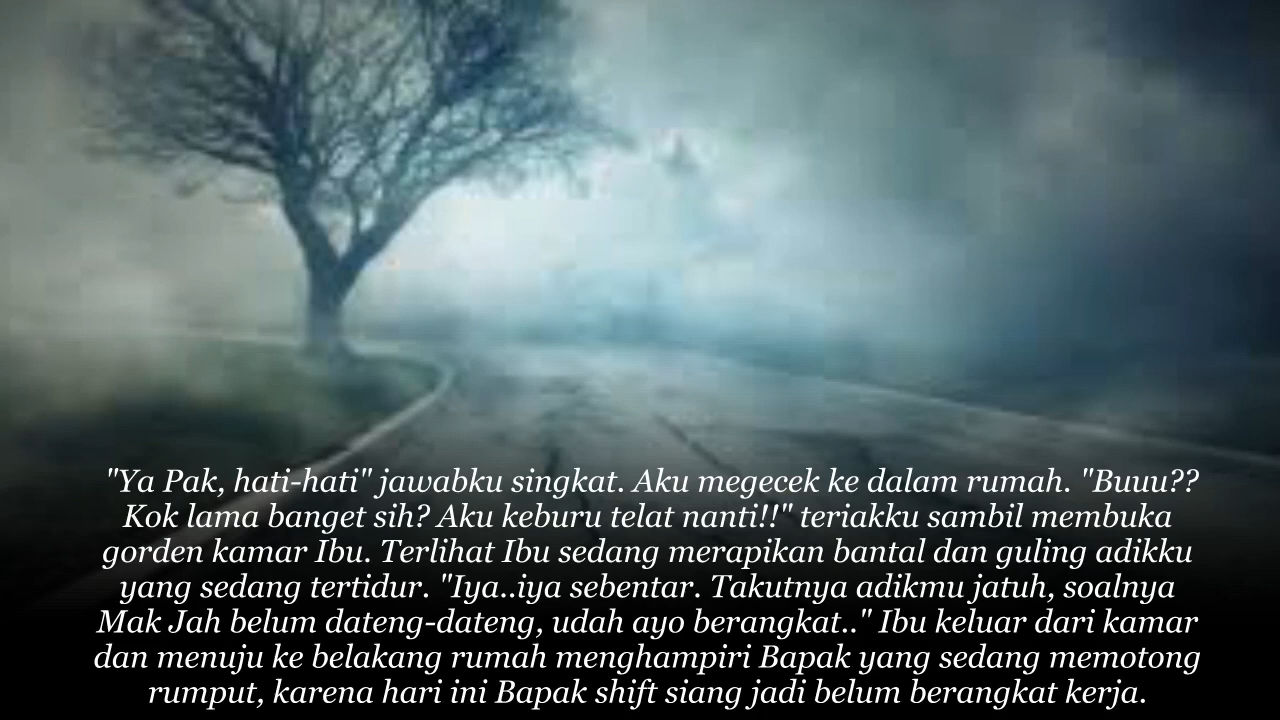 "Ya Pak, hati-hati" jawabku singkat. Aku megecek ke dalam rumah. "Buuu??
Kok lama banget sih? Aku keburu telat nanti!!" teriakku sambil membuka
gorden kamar Ibu. Terlihat Ibu sedang merapikan bantal dan guling adikku
yang sedang tertidur. "Iya..iya sebentar. Takutnya adikmu jatuh, soalnya
Mak Jah belum dateng-dateng, udah ayo berangkat.." Ibu keluar dari kamar
dan menuju ke belakang rumah menghampiri Bapak yang sedang memotong
rumput, karena hari ini Bapak shift siang jadi belum berangkat kerja.